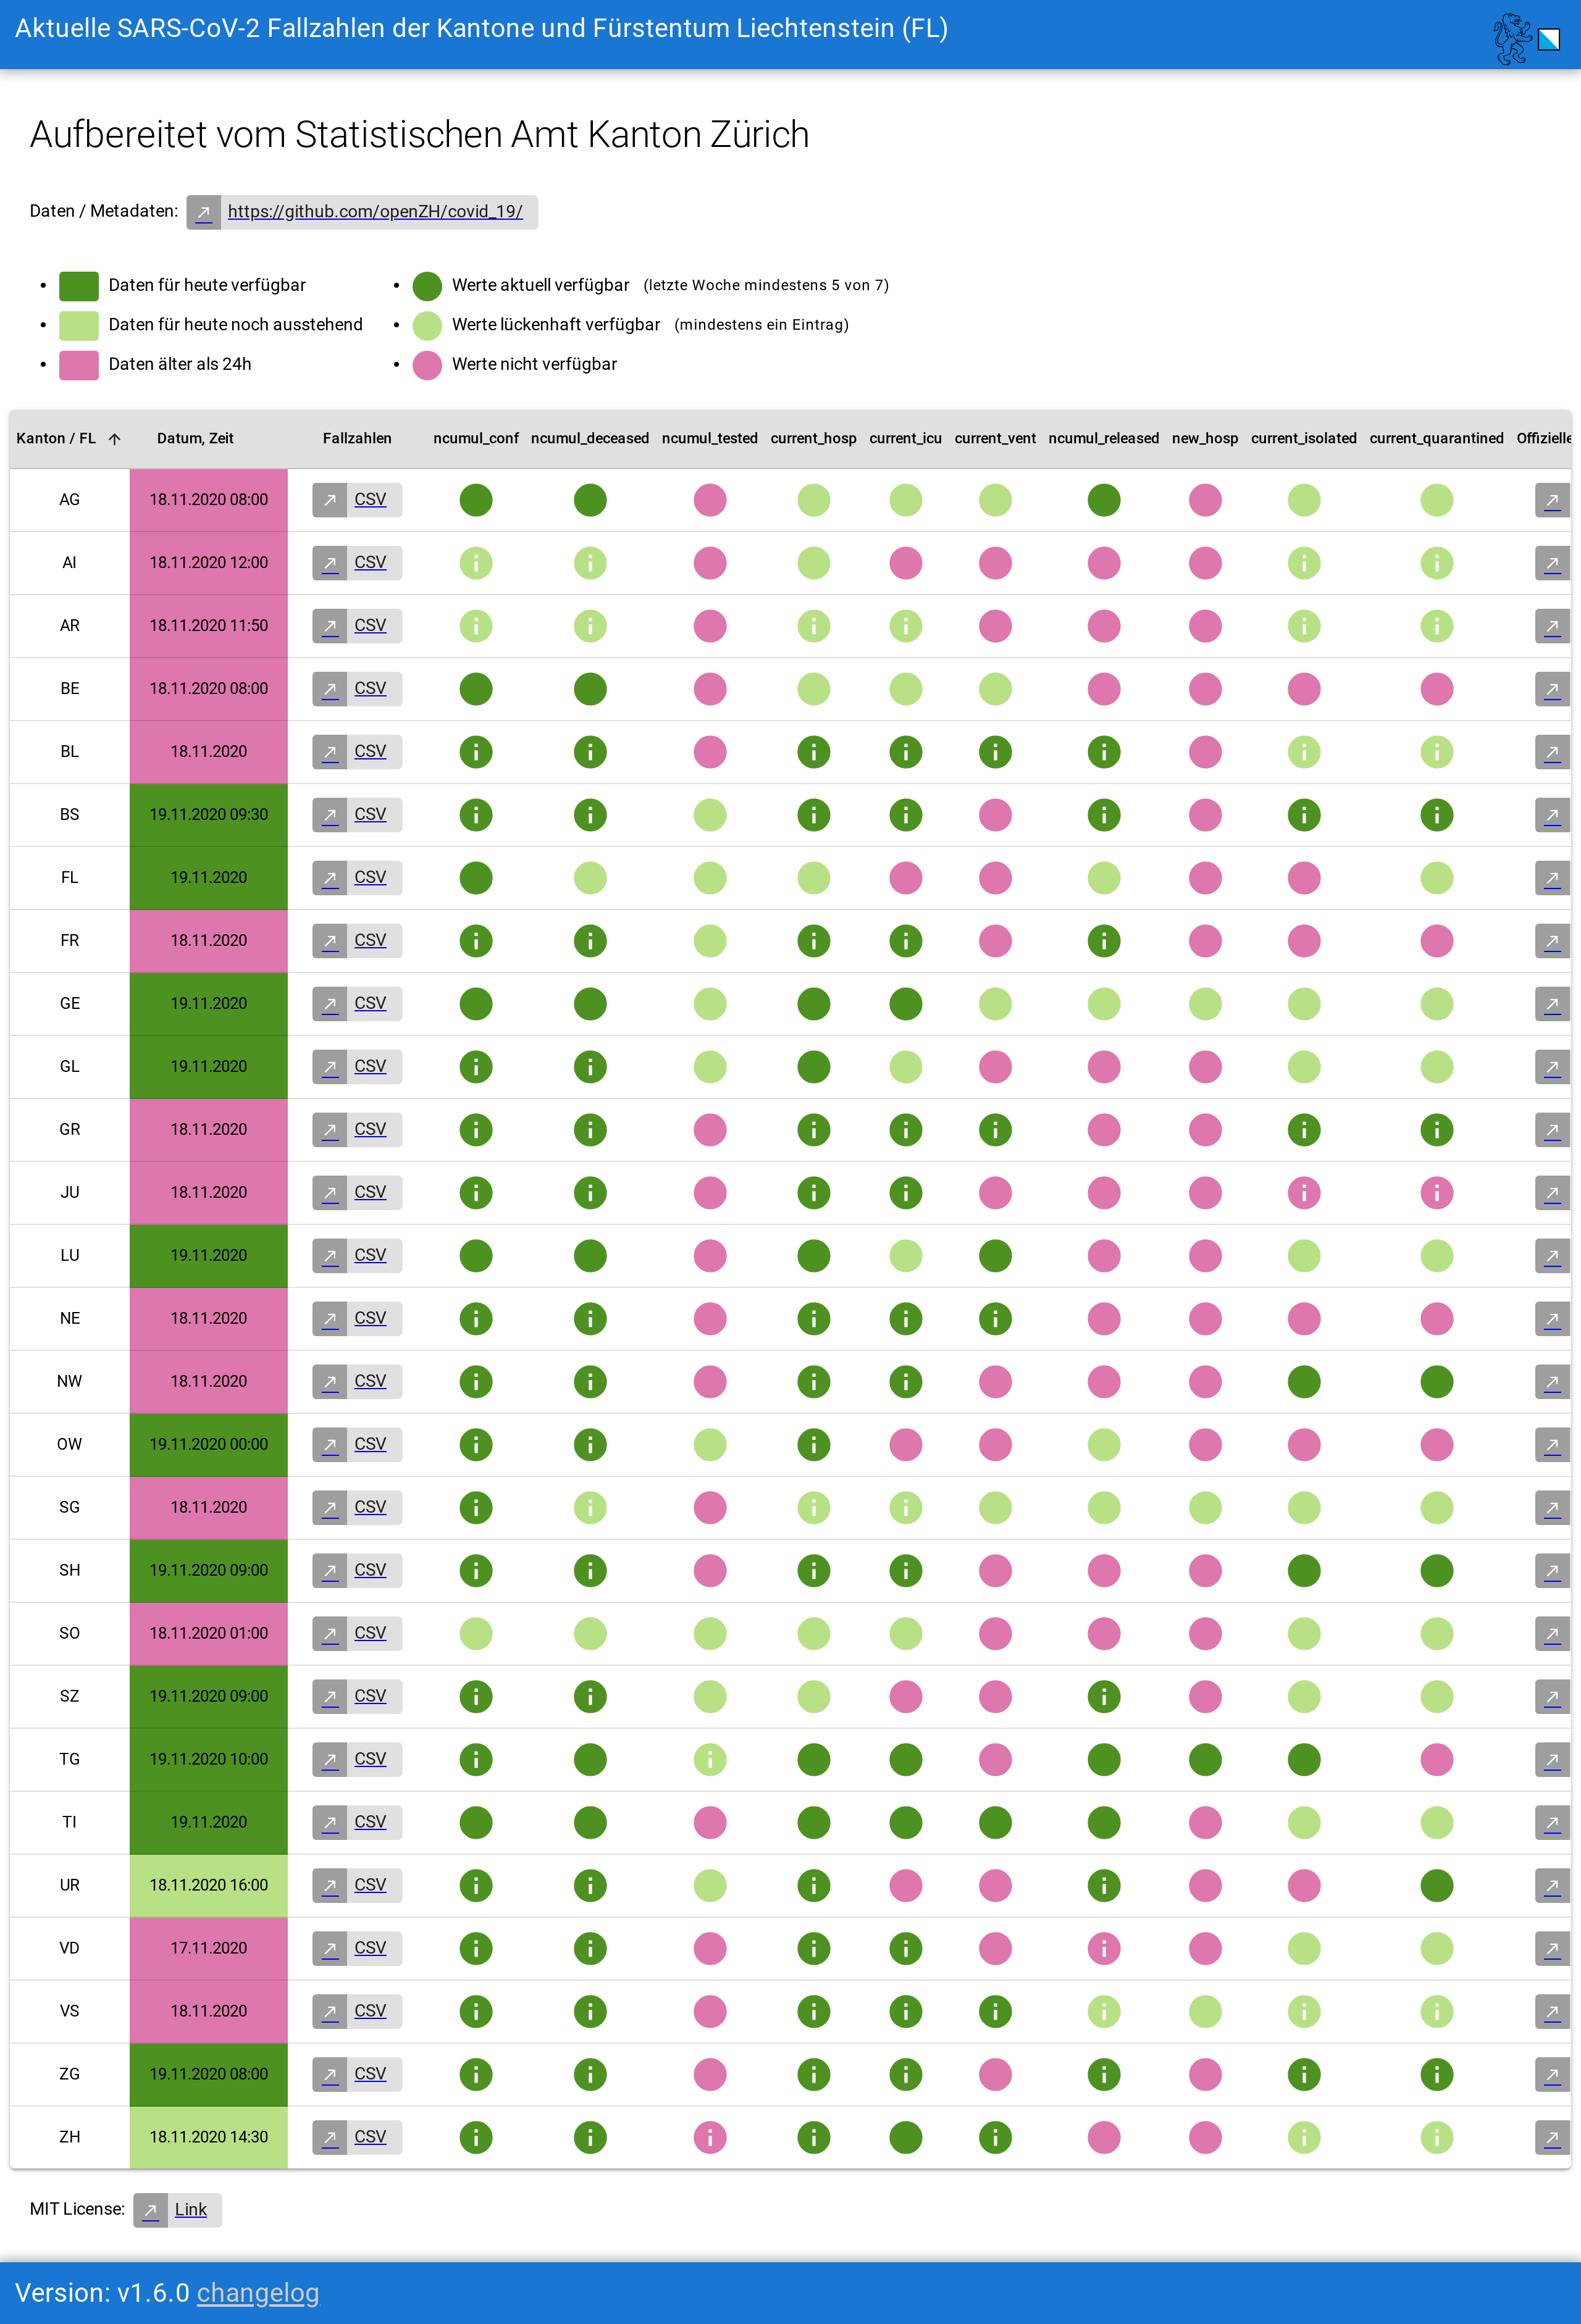 Aktuelle SARS-CoV-2 Fallzahlen der Kantone und Fürstentum Liechtenstein (FL)
Aufbereitet vom Statistischen Amt Kanton Zürich
Daten / Metadaten: https://github.com/openZH/covid_19/
Daten für heute verfügbar
Daten für heute noch ausstehend
Daten älter als 24h
Werte aktuell verfügbar (letzte Woche mindestens 5 von 7)
Werte lückenhaft verfügbar (mindestens ein Eintrag)
Werte nicht verfügbar
Kanton / FL Datum, Zeit Fallzahlen ncumul_conf ncumul_deceased ncumul_tested current_hosp current_icu current_vent ncumul_released new_hosp current_isolated current_quarantined Offizielle
AG 18.11.2020 08:00 CSV
AI 18.11.2020 12:00 CSV
AR 18.11.2020 11:50 CSV
BE 18.11.2020 08:00 CSV
BL 18.11.2020 CSV
BS 19.11.2020 09:30 CSV
FL 19.11.2020 CSV
FR 18.11.2020 CSV
GE 19.11.2020 CSV
GL 19.11.2020 CSV
GR 18.11.2020 CSV
JU 18.11.2020 CSV
LU 19.11.2020 CSV
NE 18.11.2020 CSV
NW 18.11.2020 CSV
OW 19.11.2020 00:00 CSV
SG 18.11.2020 CSV
SH 19.11.2020 09:00 CSV
SO 18.11.2020 01:00 CSV
SZ 19.11.2020 09:00 CSV
TG 19.11.2020 10:00 CSV
TI 19.11.2020 CSV
UR 18.11.2020 16:00 CSV
VD 17.11.2020 CSV
VS 18.11.2020 CSV
ZG 19.11.2020 08:00 CSV
ZH 18.11.2020 14:30 CSV
MIT License: Link
Version: v1.6.0 changelog